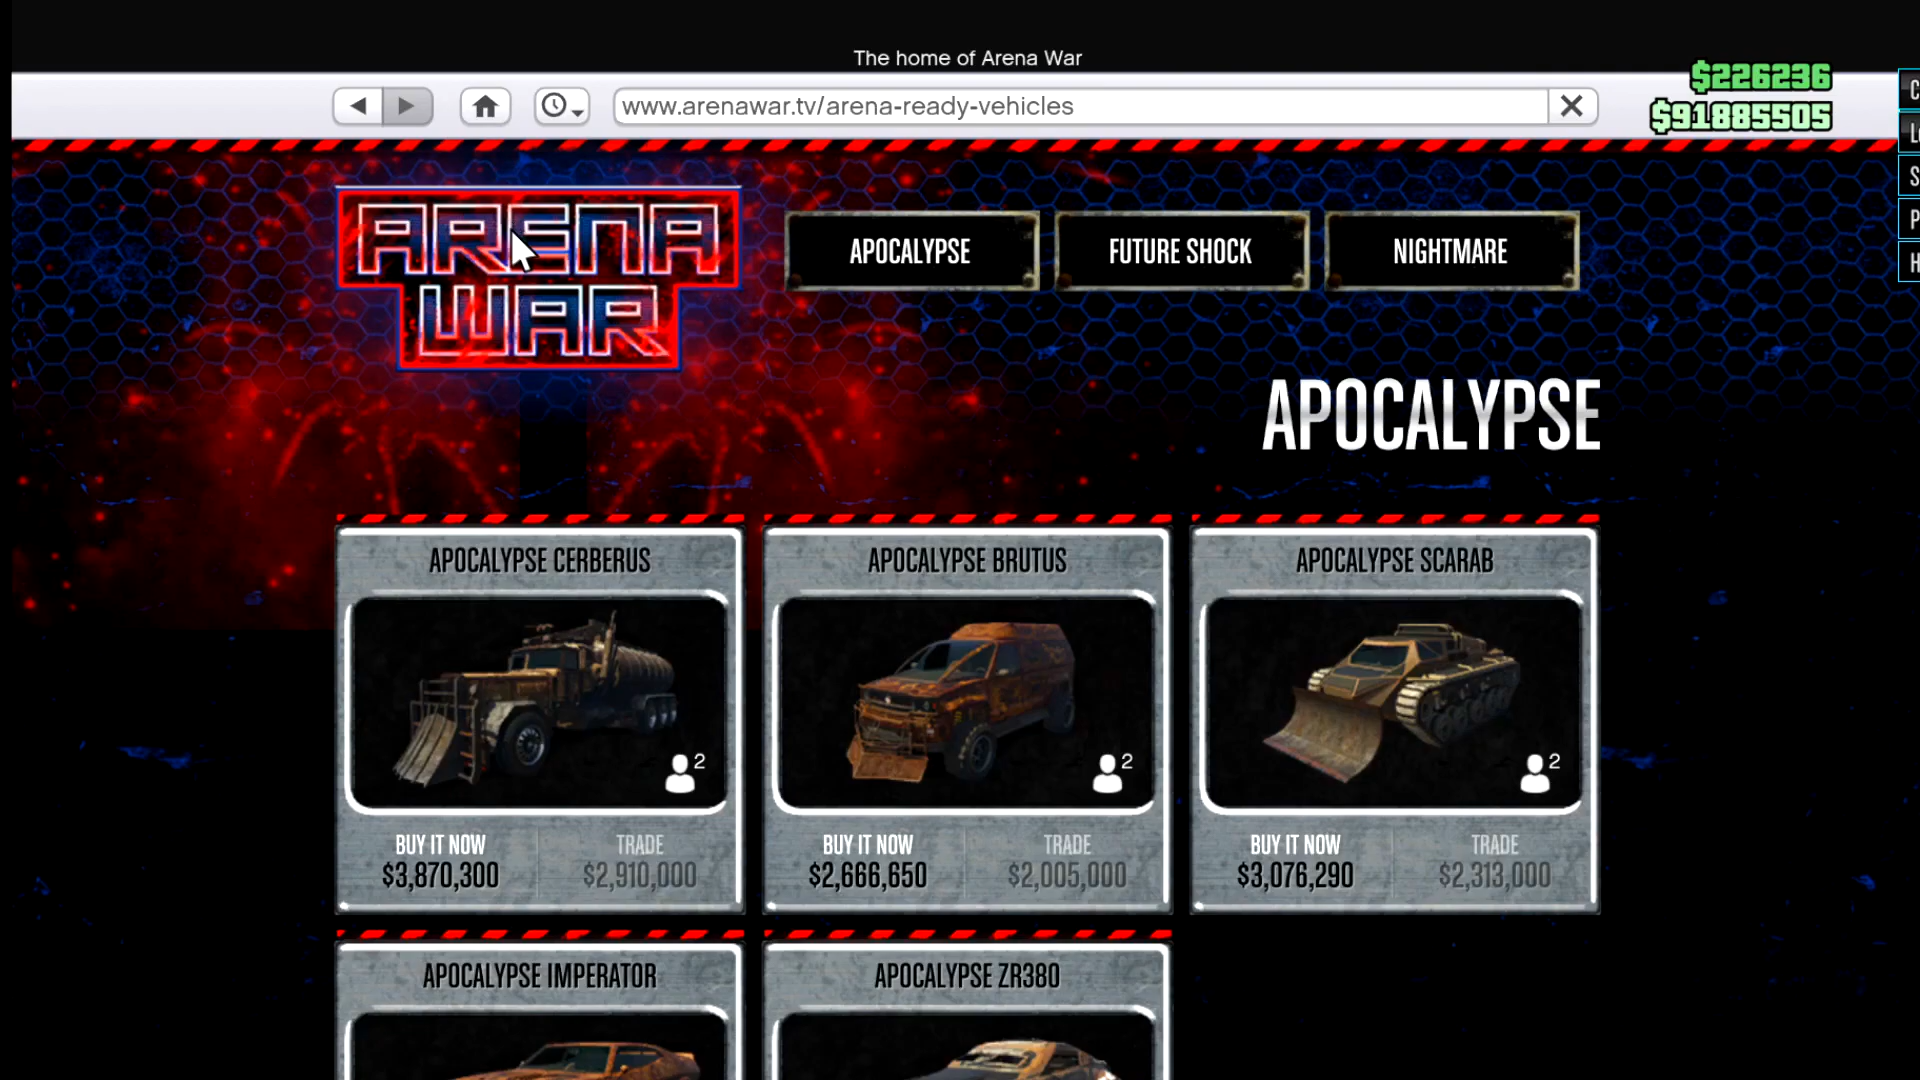 The home of Arena War
www.arenawar.tv/arena-ready-vehicles
$226236
$91885505
ARENA
WAR
APOCALYPSE
FUTURE SHOCK
NIGHTMARE
APOCALYPSE
APOCALYPSE CERBERUS
2
BUY IT NOW
$3,870,300
TRADE
$2,910,000
APOCALYPSE BRUTUS
2
BUY IT NOW
$2,666,650
TRADE
$2,005,000
APOCALYPSE SCARAB
2
BUY IT NOW
$3,076,290
TRADE
$2,313,000
APOCALYPSE IMPERATOR
APOCALYPSE ZR380